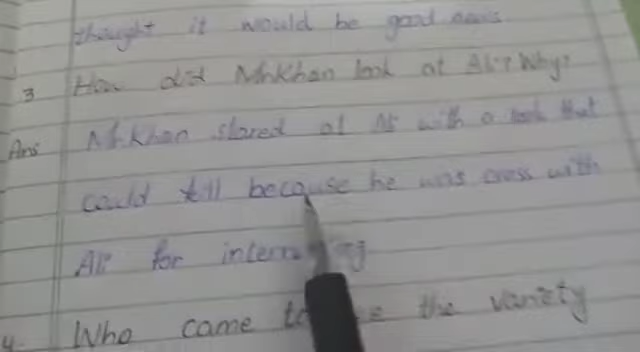 thought it would be good news
3 How did Mr.Khan look at Ali? Why?
Ans Mr.Khan stared at Ali with a look that
could kill because he was cross with
Ali for
4. Who came the variety